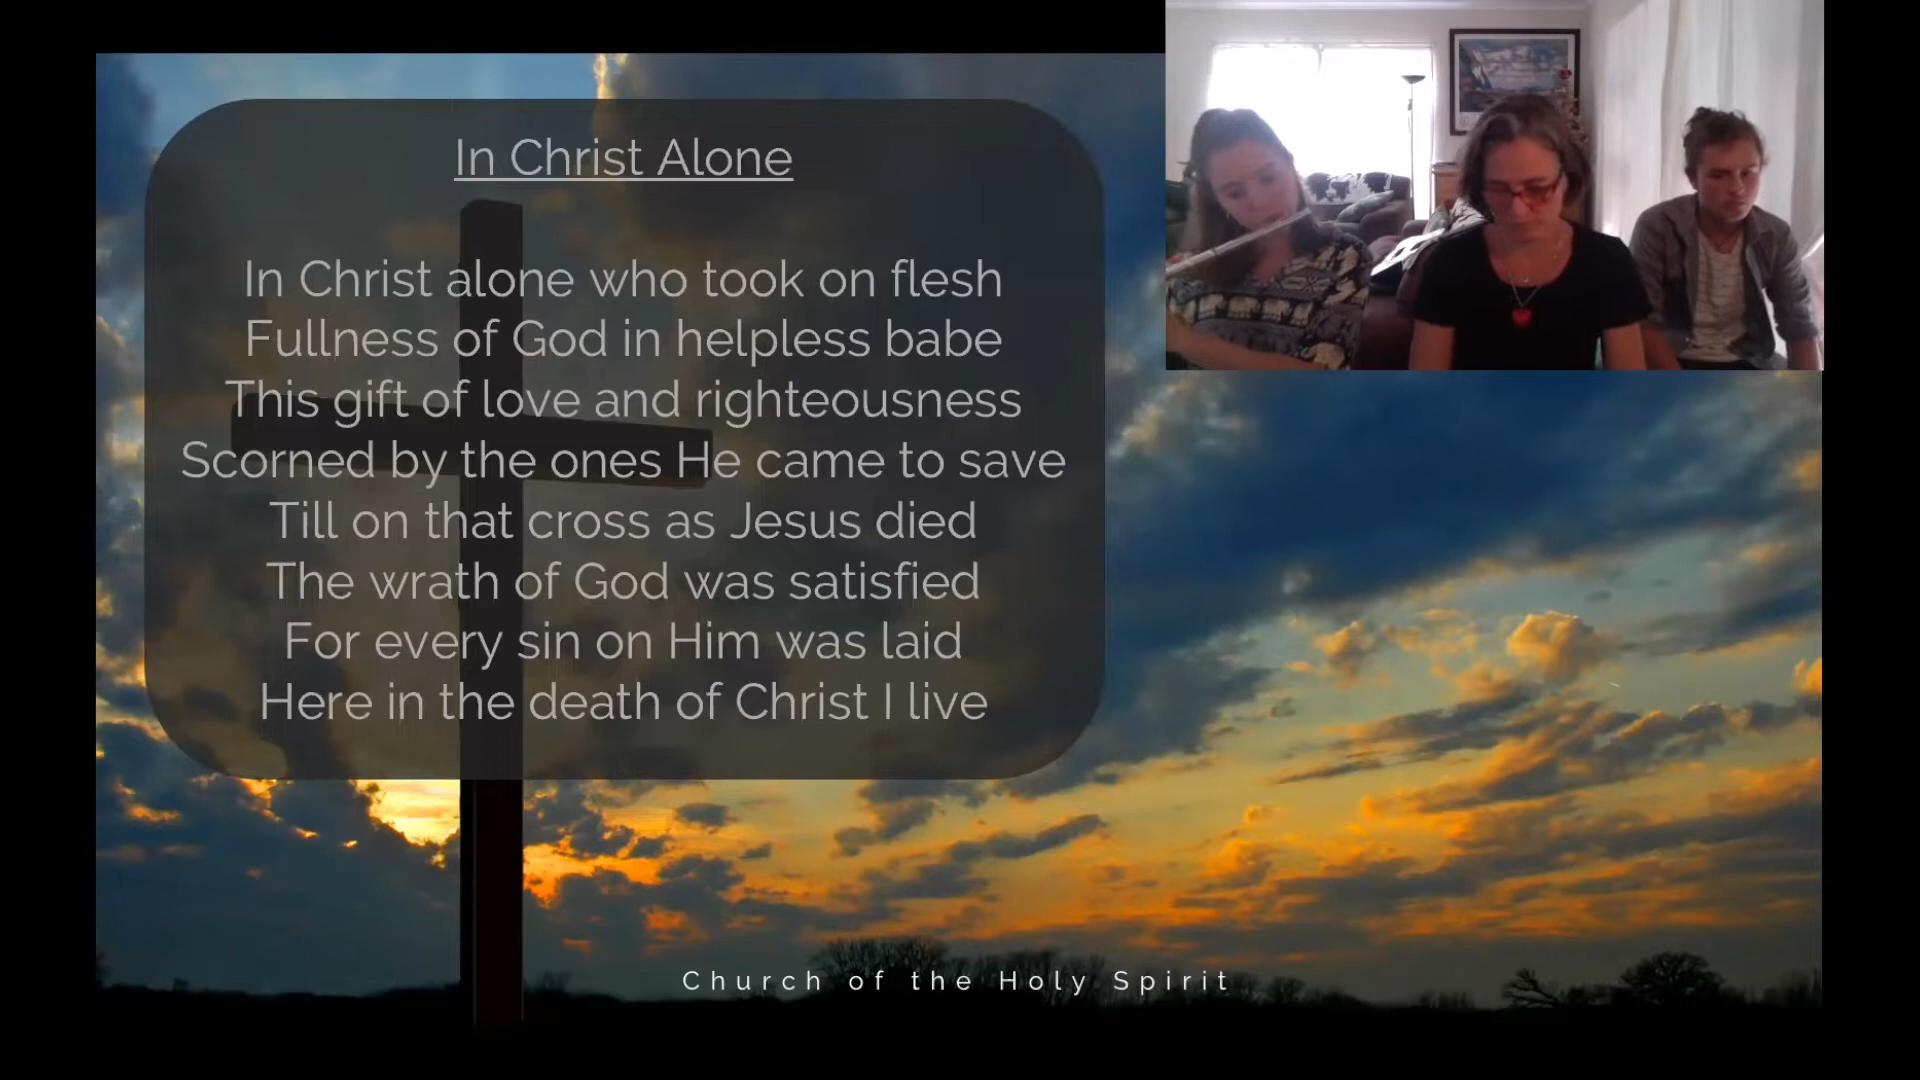 In Christ Alone
In Christ alone who took on flesh
Fullness of God in helpless babe
This gift of love and righteousness
Scorned by the ones He came to save
Till on that cross as Jesus died
The wrath of God was satisfied
For every sin on Him was laid
Here in the death of Christ I live
Church of the Holy Spirit